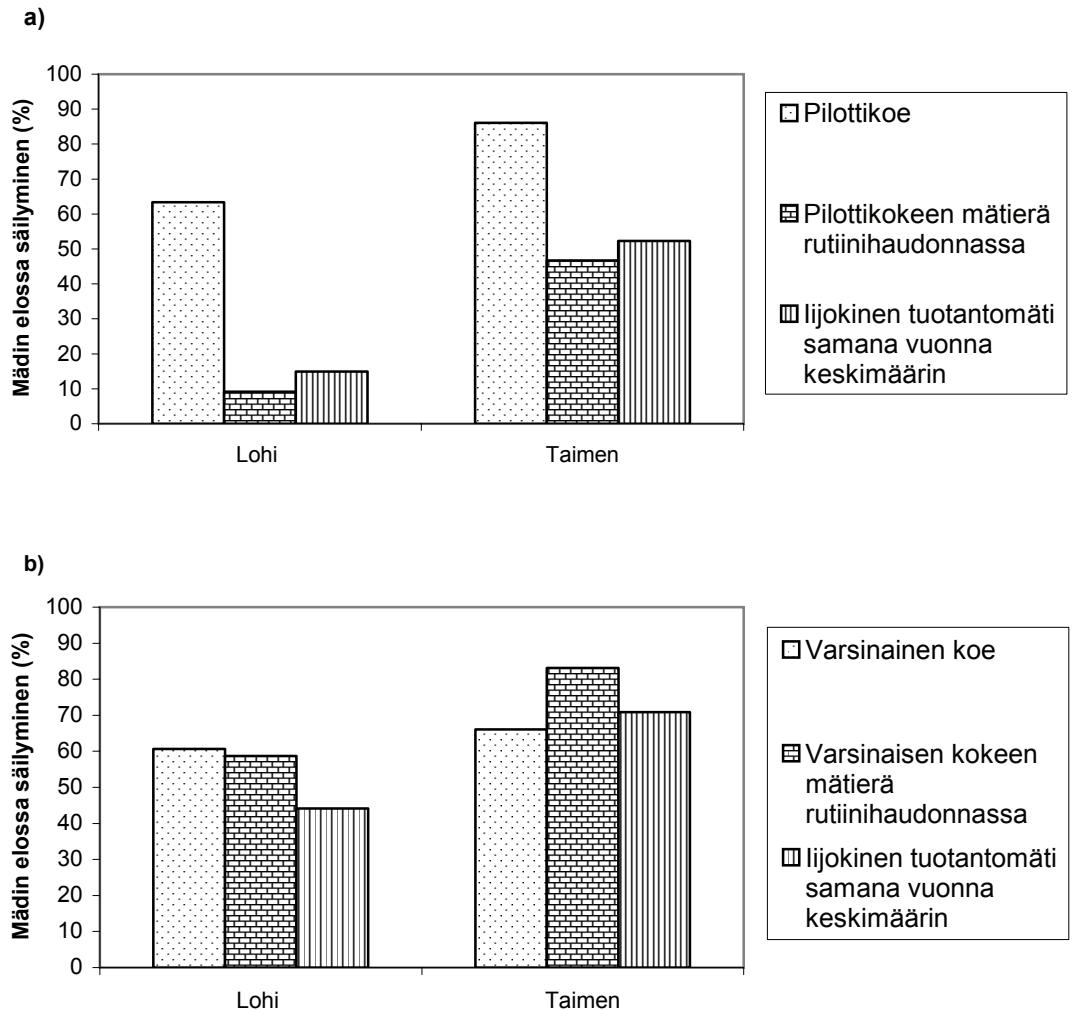 a)
Mädin elossa säilyminen (%)
100
90
80
70
60
50
40
30
20
10
0
Lohi
Taimen
Pilottikoe
Pilottikokeen mätierä
rutiinihaudonnassa
Iijokinen tuotantomäti
samana vuonna
keskimäärin
b)
Mädin elossa säilyminen (%)
100
90
80
70
60
50
40
30
20
10
0
Lohi
Taimen
Varsinainen koe
Varsinaisen kokeen
mätierä
rutiinihaudonnassa
Iijokinen tuotantomäti
samana vuonna
keskimäärin